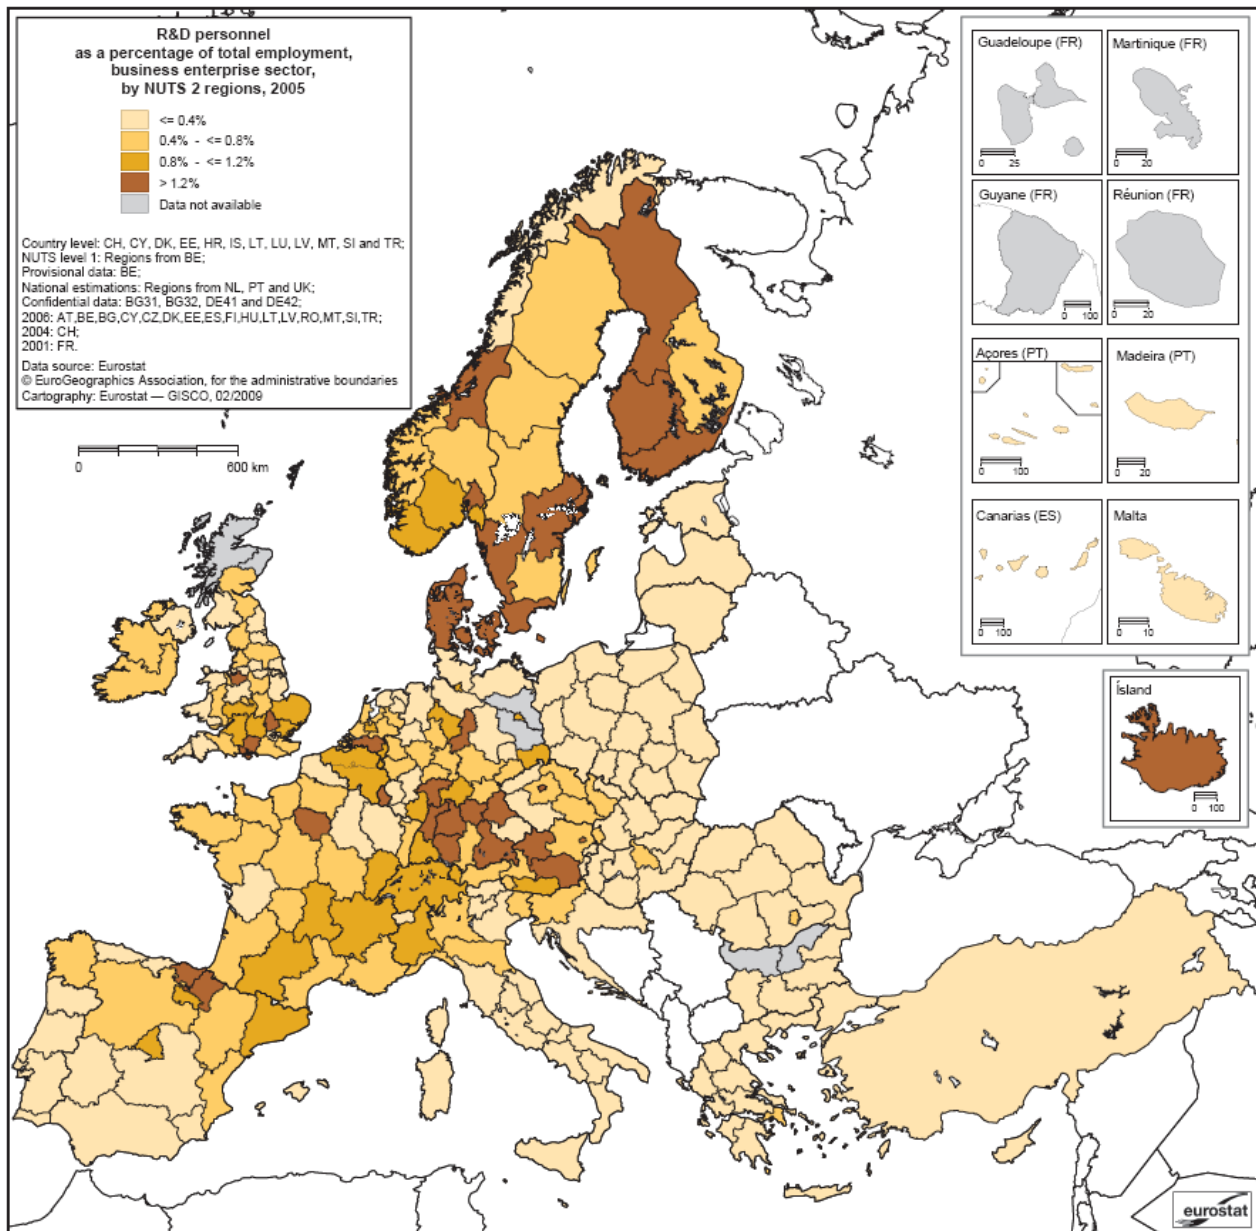 R&D personnel
as a percentage of total employment,
business enterprise sector,
by NUTS 2 regions, 2005
<= 0.4%
0.4% - <= 0.8%
0.8% - <= 1.2%
> 1.2%
Data not available
Country level: CH, CY, DK, EE, HR, IS, LT, LU, LV, MT, SI and TR;
NUTS level 1: Regions from BE;
Provisional data: BE;
National estimations: Regions from NL, PT and UK;
Confidential data: BG31, BG32, DE41 and DE42;
2006: AT,BE,BG,CY,CZ,DK,EE,ES,FI,HU,LT,LV,RO,MT,SI,TR;
2004: CH;
2001: FR.
Data source: Eurostat
© EuroGeographics Association, for the administrative boundaries
Cartography: Eurostat — GISCO, 02/2009
0 600 km
Guadeloupe (FR)
0 25
Martinique (FR)
0 20
Guyane (FR)
0 100
Réunion (FR)
0 20
Açores (PT)
0 100
Madeira (PT)
0 20
Canarias (ES)
0 100
Malta
0 10
Ísland
0 100
eurostat